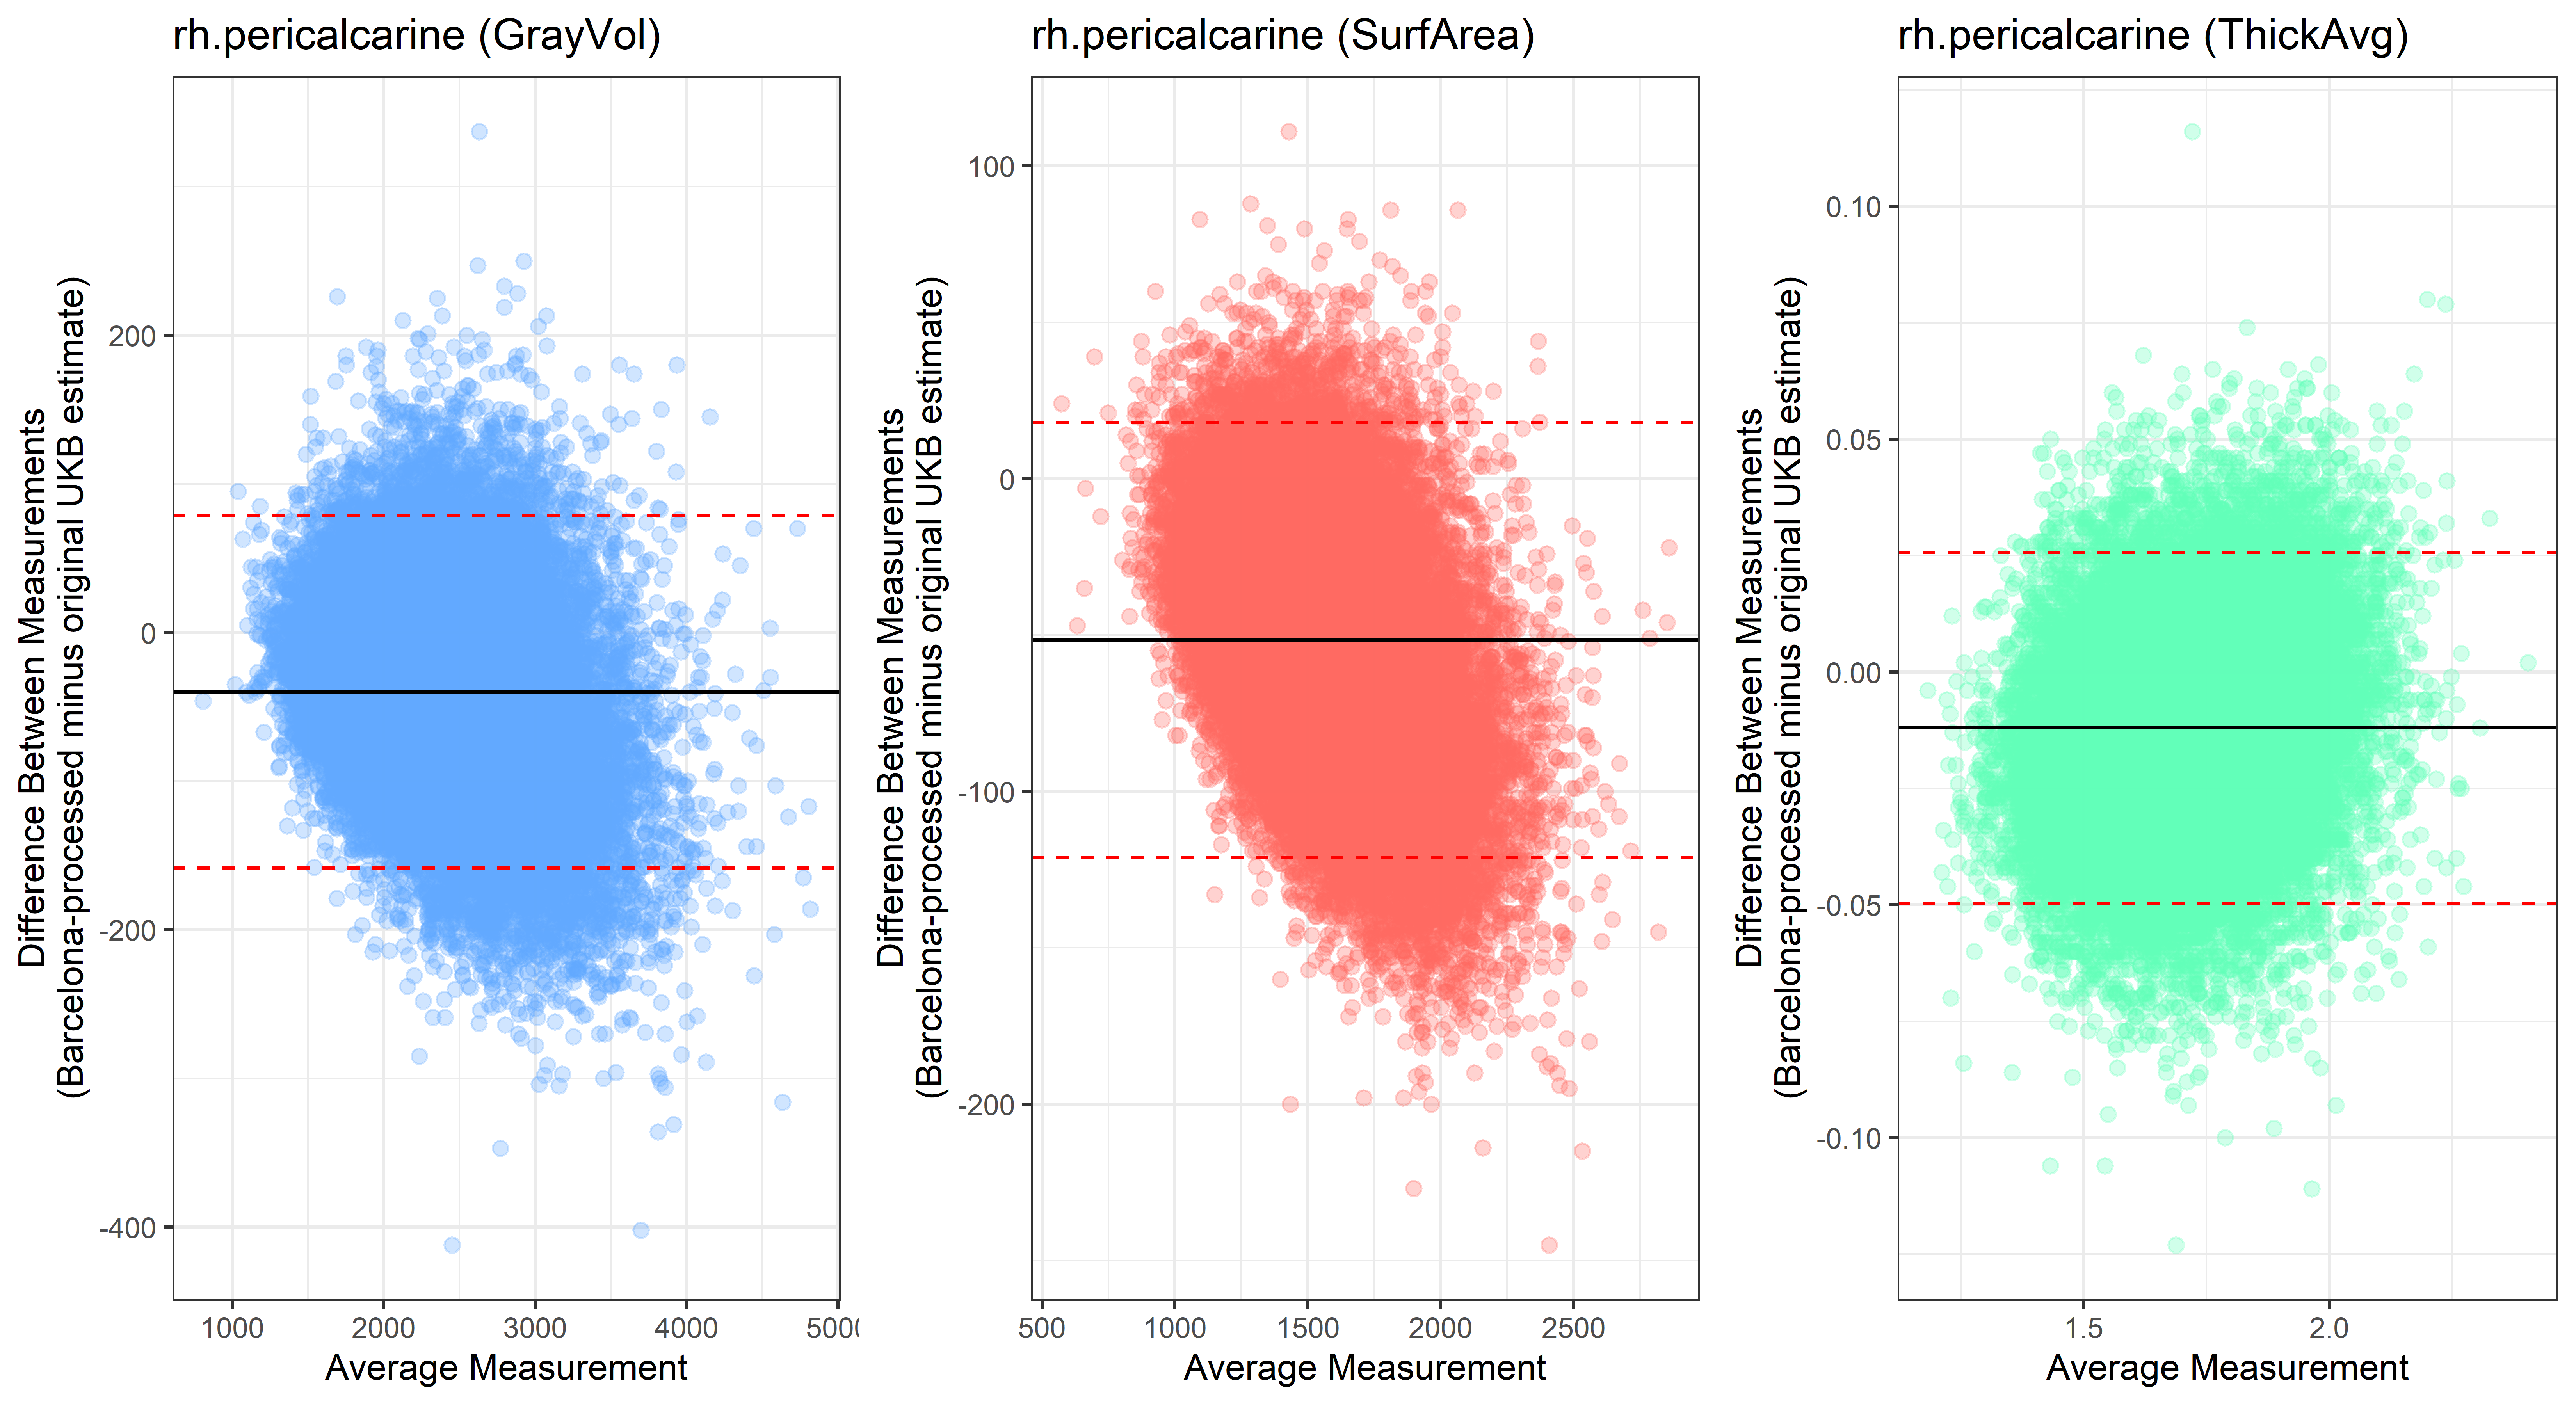 rh.pericalcarine (GrayVol)
Difference Between Measurements
(Barcelona-processed minus original UKB estimate)
200
0
-200
-400
1000 2000 3000 4000 500
Average Measurement
rh.pericalcarine (SurfArea)
Difference Between Measurements
(Barcelona-processed minus original UKB estimate)
100
0
-100
-200
500 1000 1500 2000 2500
Average Measurement
rh.pericalcarine (ThickAvg)
Difference Between Measurements
(Barcelona-processed minus original UKB estimate)
0.10
0.05
0.00
-0.05
-0.10
1.5 2.0
Average Measurement